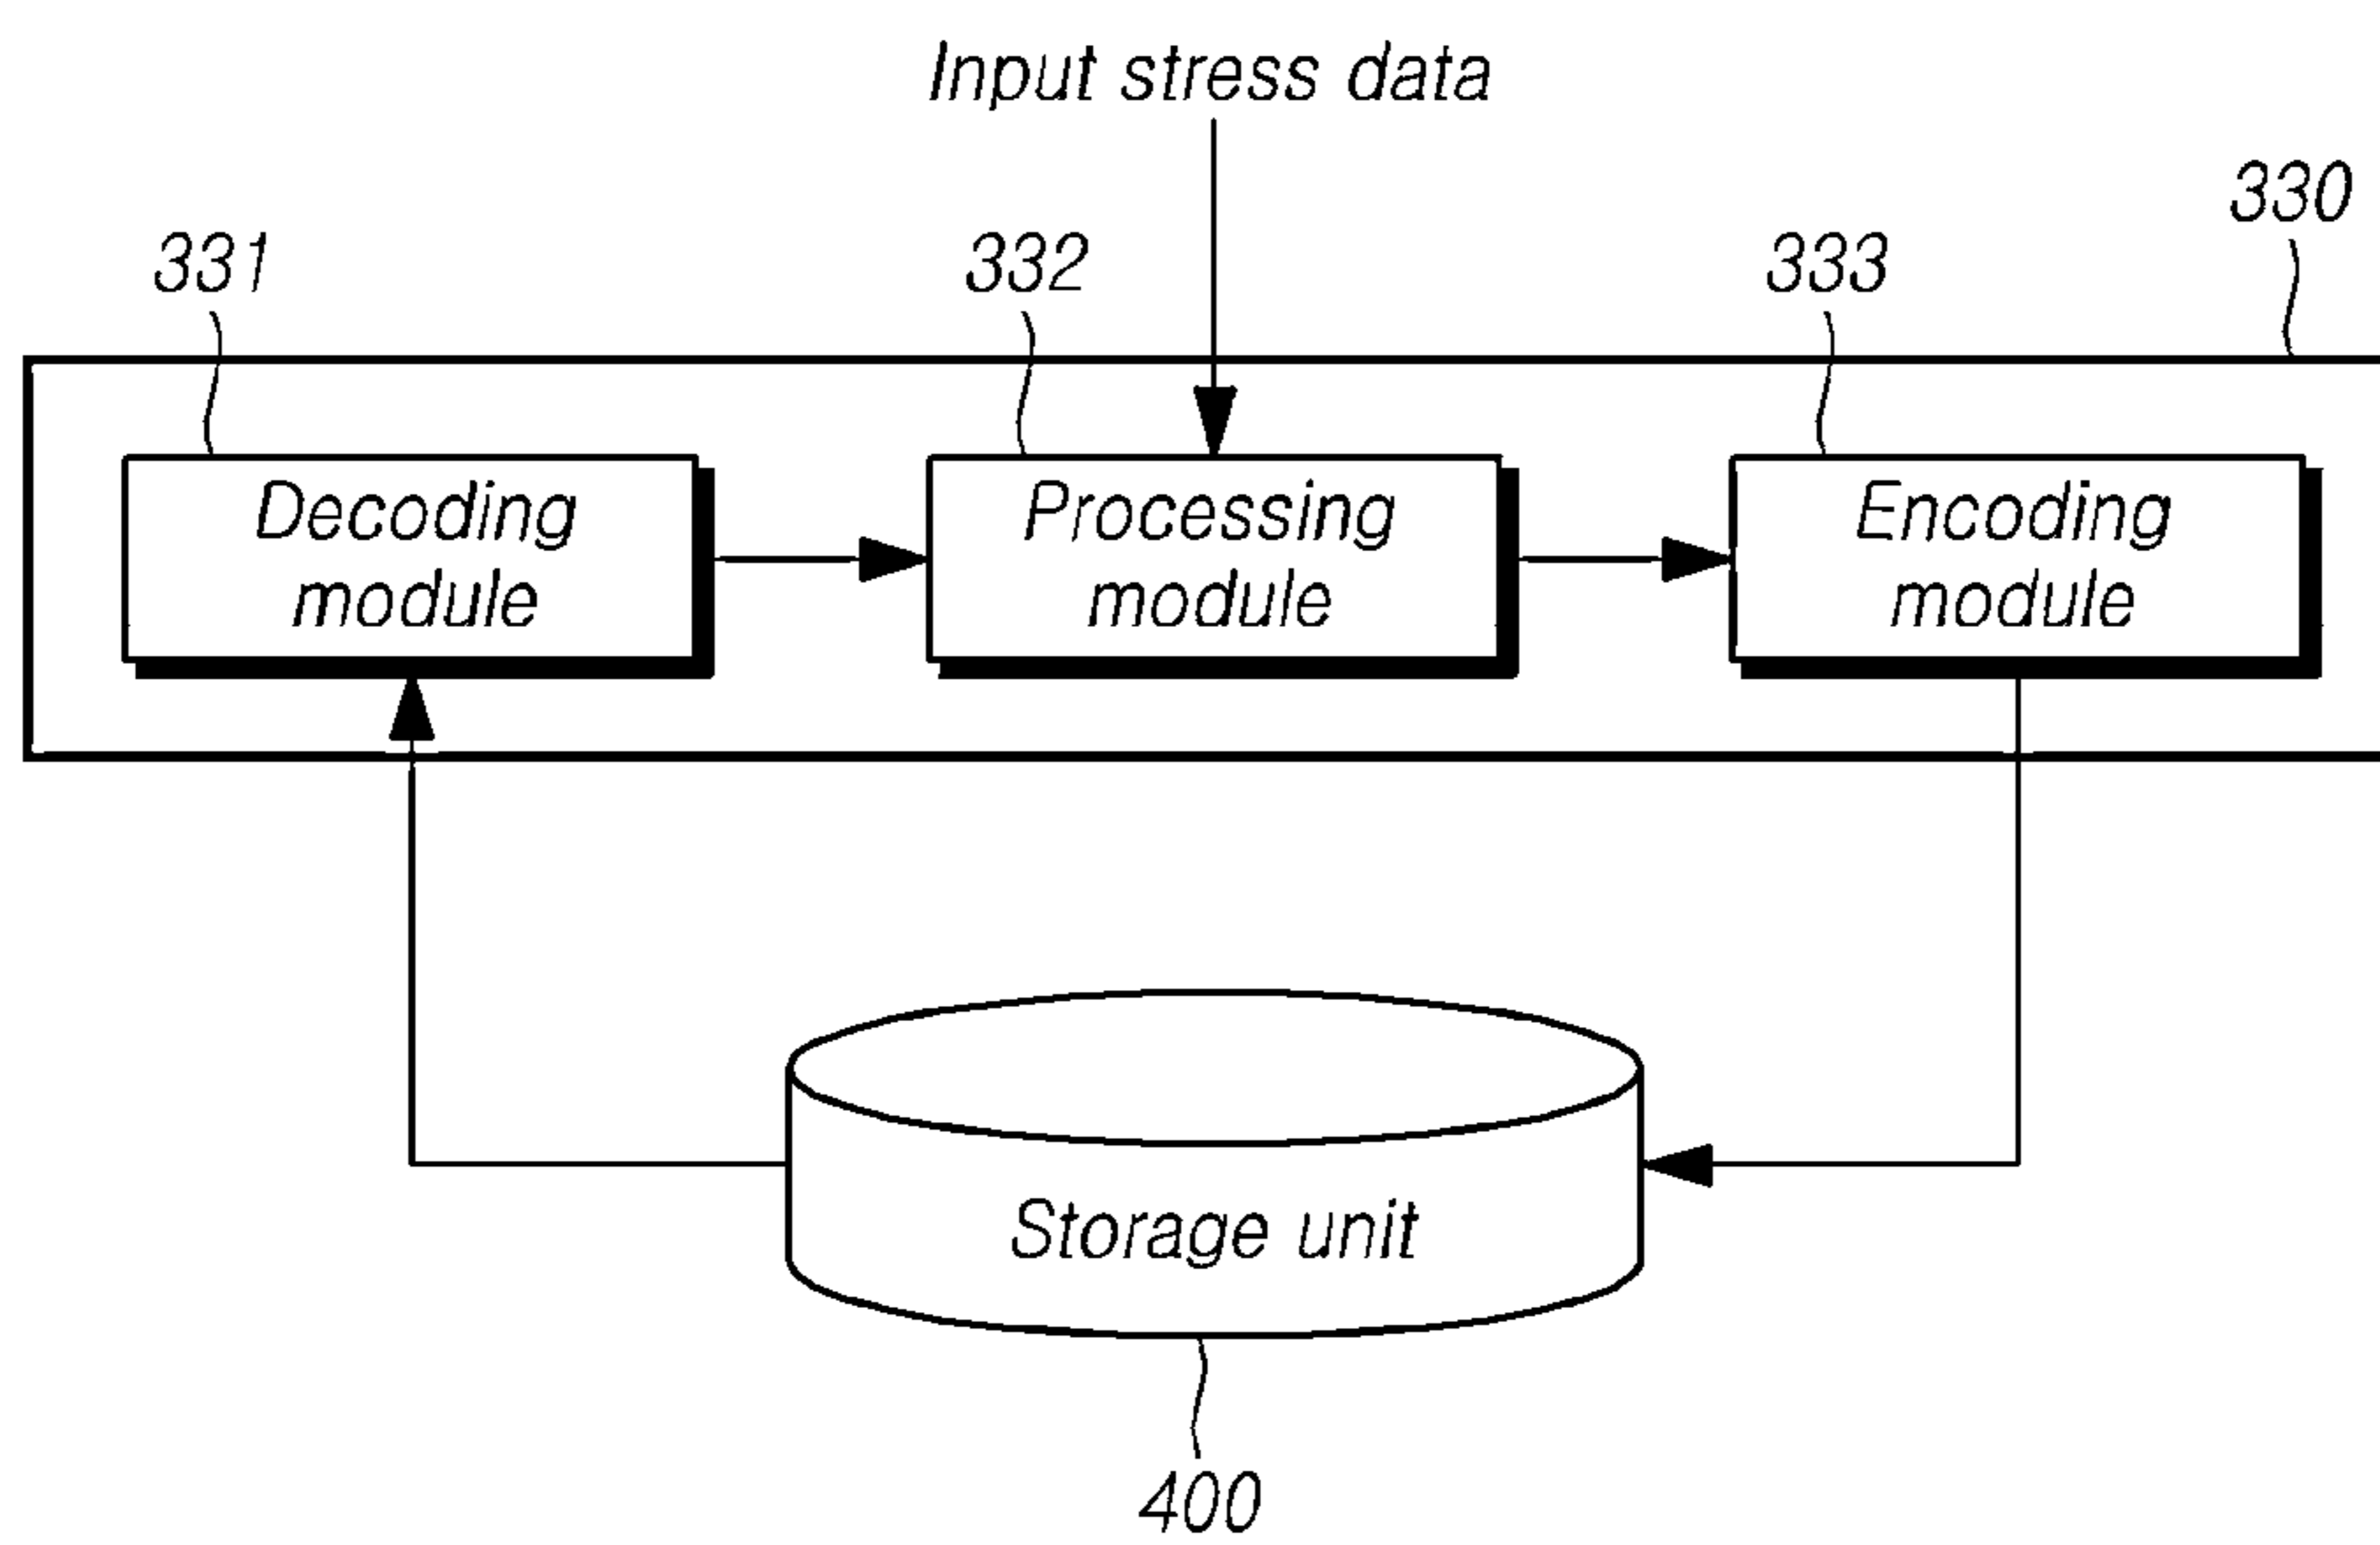 Input stress data
330
331
332
333
Decoding
module
Processing
module
Encoding
module
Storage unit
400